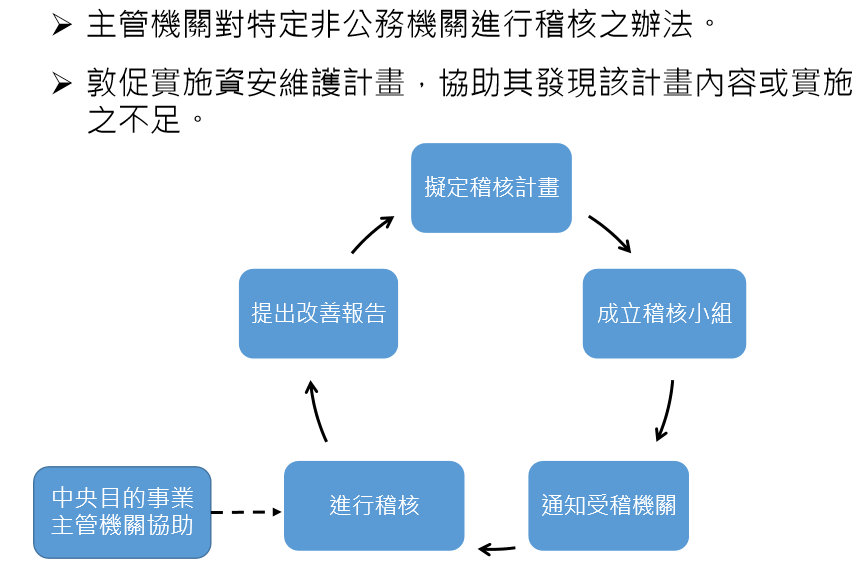 ➢ 主管機關對特定非公務機關進行稽核之辦法。
➢ 敦促實施資安維護計畫，協助其發現該計畫內容或實施
之不足。
擬定稽核計畫
提出改善報告
成立稽核小組
中央目的事業
主管機關協助
進行稽核
通知受稽機關